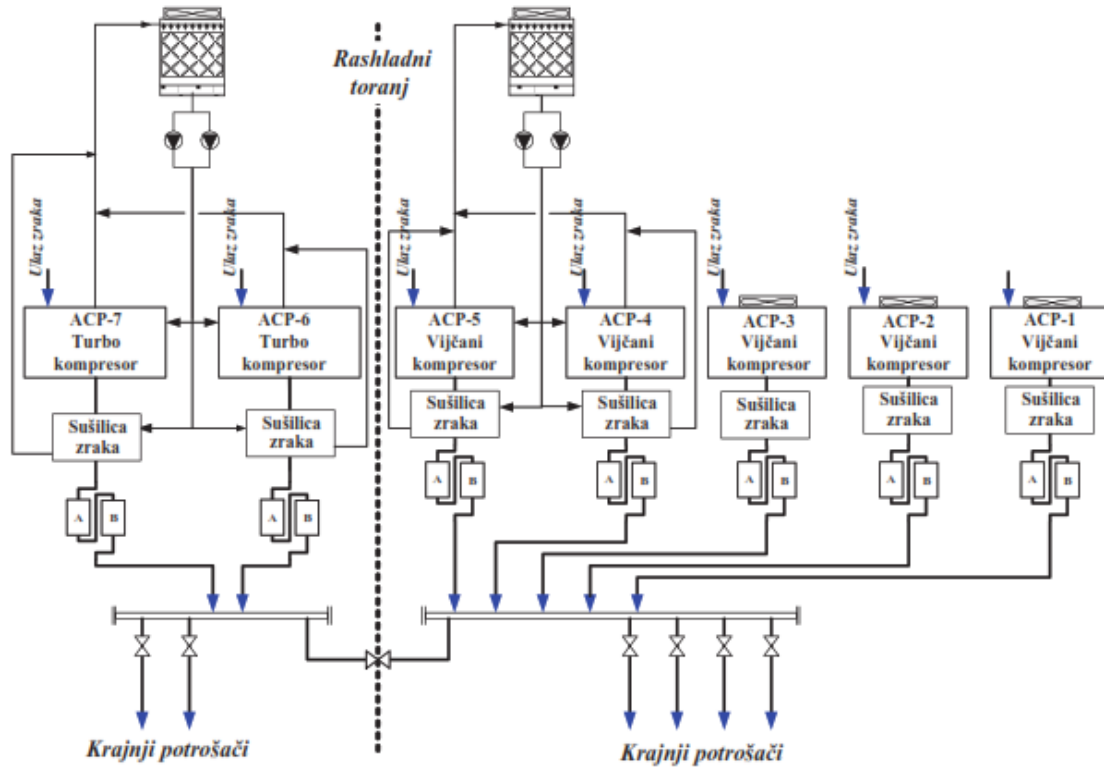 Rashladni
toranj
Ulaz zraka
Ulaz zraka
Ulaz zraka
Ulaz zraka
Ulaz zraka
Ulaz zraka
ACP-7
Turbo
kompresor
ACP-6
Turbo
kompresor
ACP-5
Vijčani
kompresor
ACP-4
Vijčani
kompresor
ACP-3
Vijčani
kompresor
ACP-2
Vijčani
kompresor
ACP-1
Vijčani
kompresor
Sušilica
zraka
Sušilica
zraka
Sušilica
zraka
Sušilica
zraka
Sušilica
zraka
Sušilica
zraka
Sušilica
zraka
A B
A B
A B
A B
A B
A B
A B
Krajnji potrošači
Krajnji potrošači